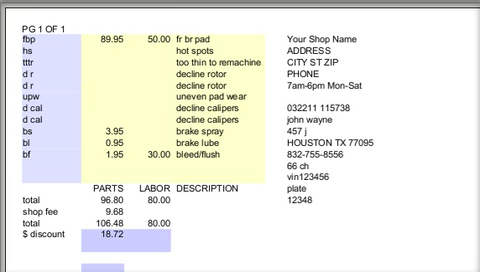 PG 1 OF 1
fbp 89.95 50.00 fr br pad Your Shop Name
hs hot spots ADDRESS
tttr too thin to remachine CITY ST ZIP
d r decline rotor PHONE
d r decline rotor 7am-6pm Mon-Sat
upw uneven pad wear
d cal decline calipers 032211 115738
d cal decline calipers john wayne
bs 3.95 brake spray 457 j
bl 0.95 brake lube HOUSTON TX 77095
bf 1.95 30.00 bleed/flush 832-755-8556
66 ch
vin123456
PARTS LABOR DESCRIPTION plate
total 96.80 80.00 12348
shop fee 9.68
total 106.48 80.00
$ discount 18.72